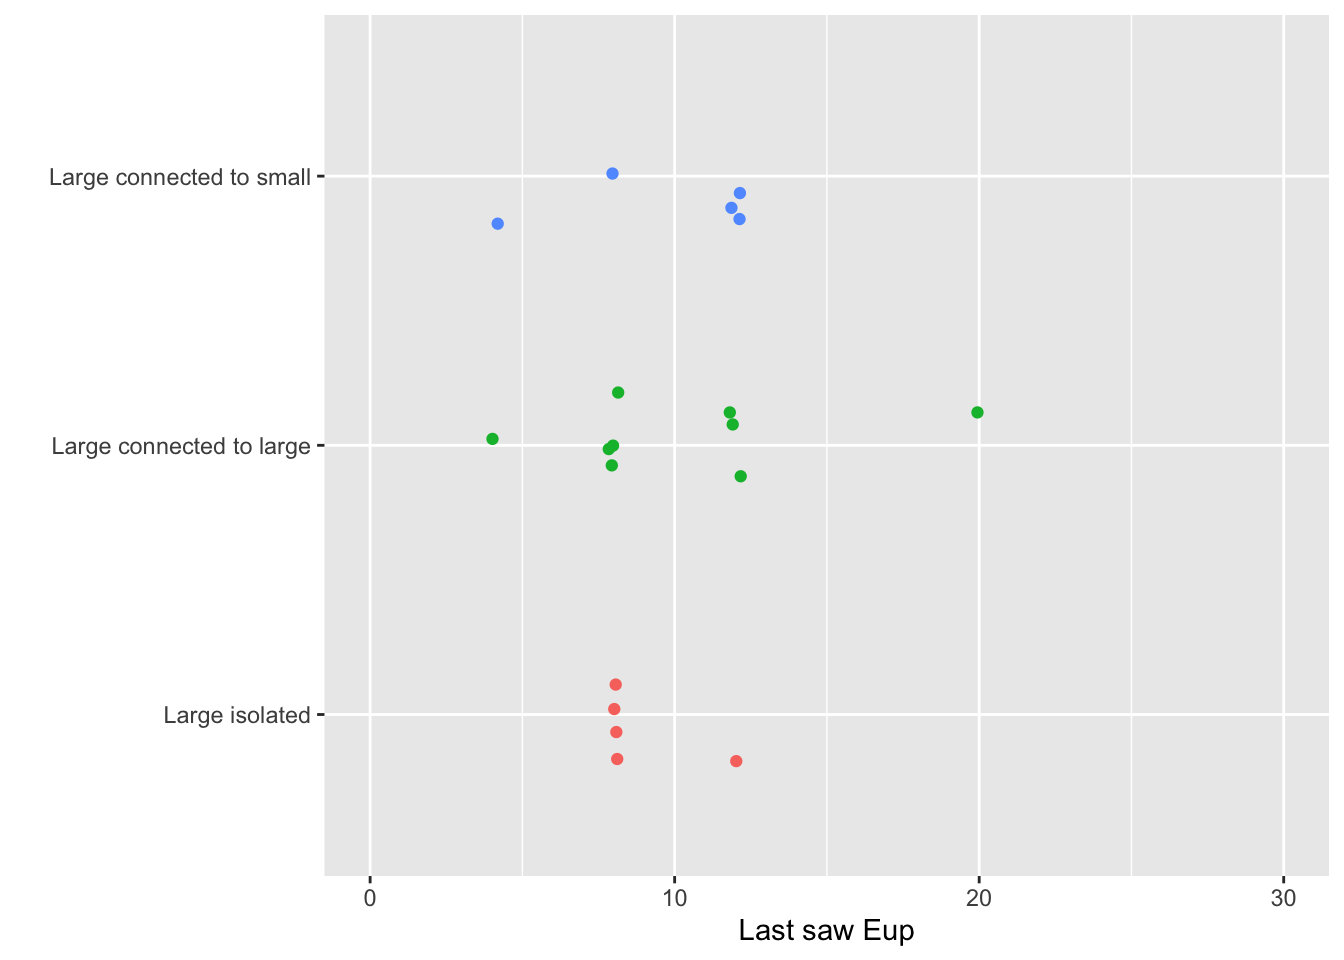 Large connected to small
Large connected to large
Large isolated
0 10 20 30
Last saw Eup